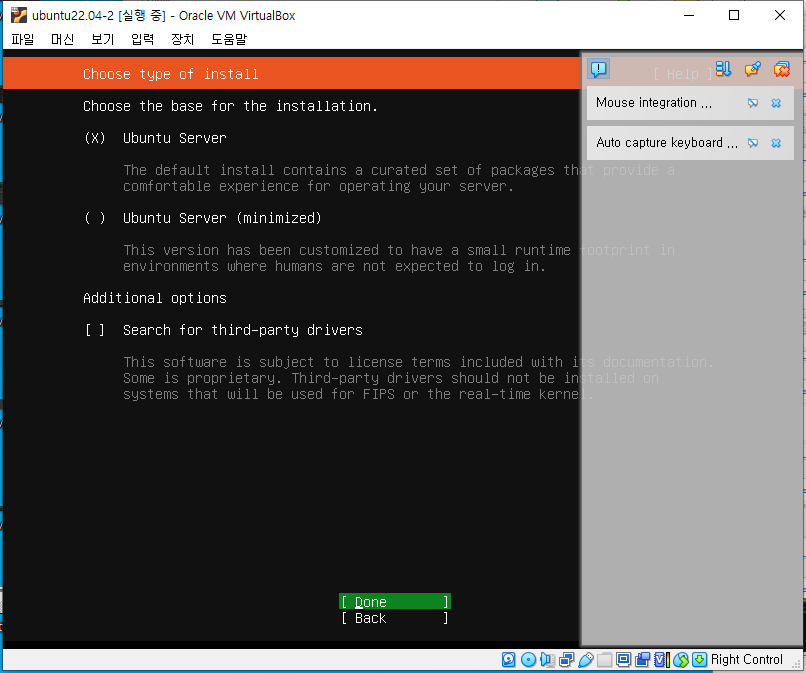 ubuntu22.04-2 [실행 중] - Oracle VM VirtualBox
파일 머신 보기 입력 장치 도움말
Choose type of install [ Help ]
Choose the base for the installation.
(X) Ubuntu Server
The default install contains a curated set of packages that provide a
comfortable experience for operating your server.
( ) Ubuntu Server (minimized)
This version has been customized to have a small runtime footprint in
environments where humans are not expected to log in.
Additional options
[ ] Search for third-party drivers
This software is subject to license terms included with its documentation.
Some is proprietary. Third-party drivers should not be installed on
systems that will be used for FIPS or the real-time kernel.
[ Done ]
[ Back ]
Mouse integration ...
Auto capture keyboard ...
Right Control